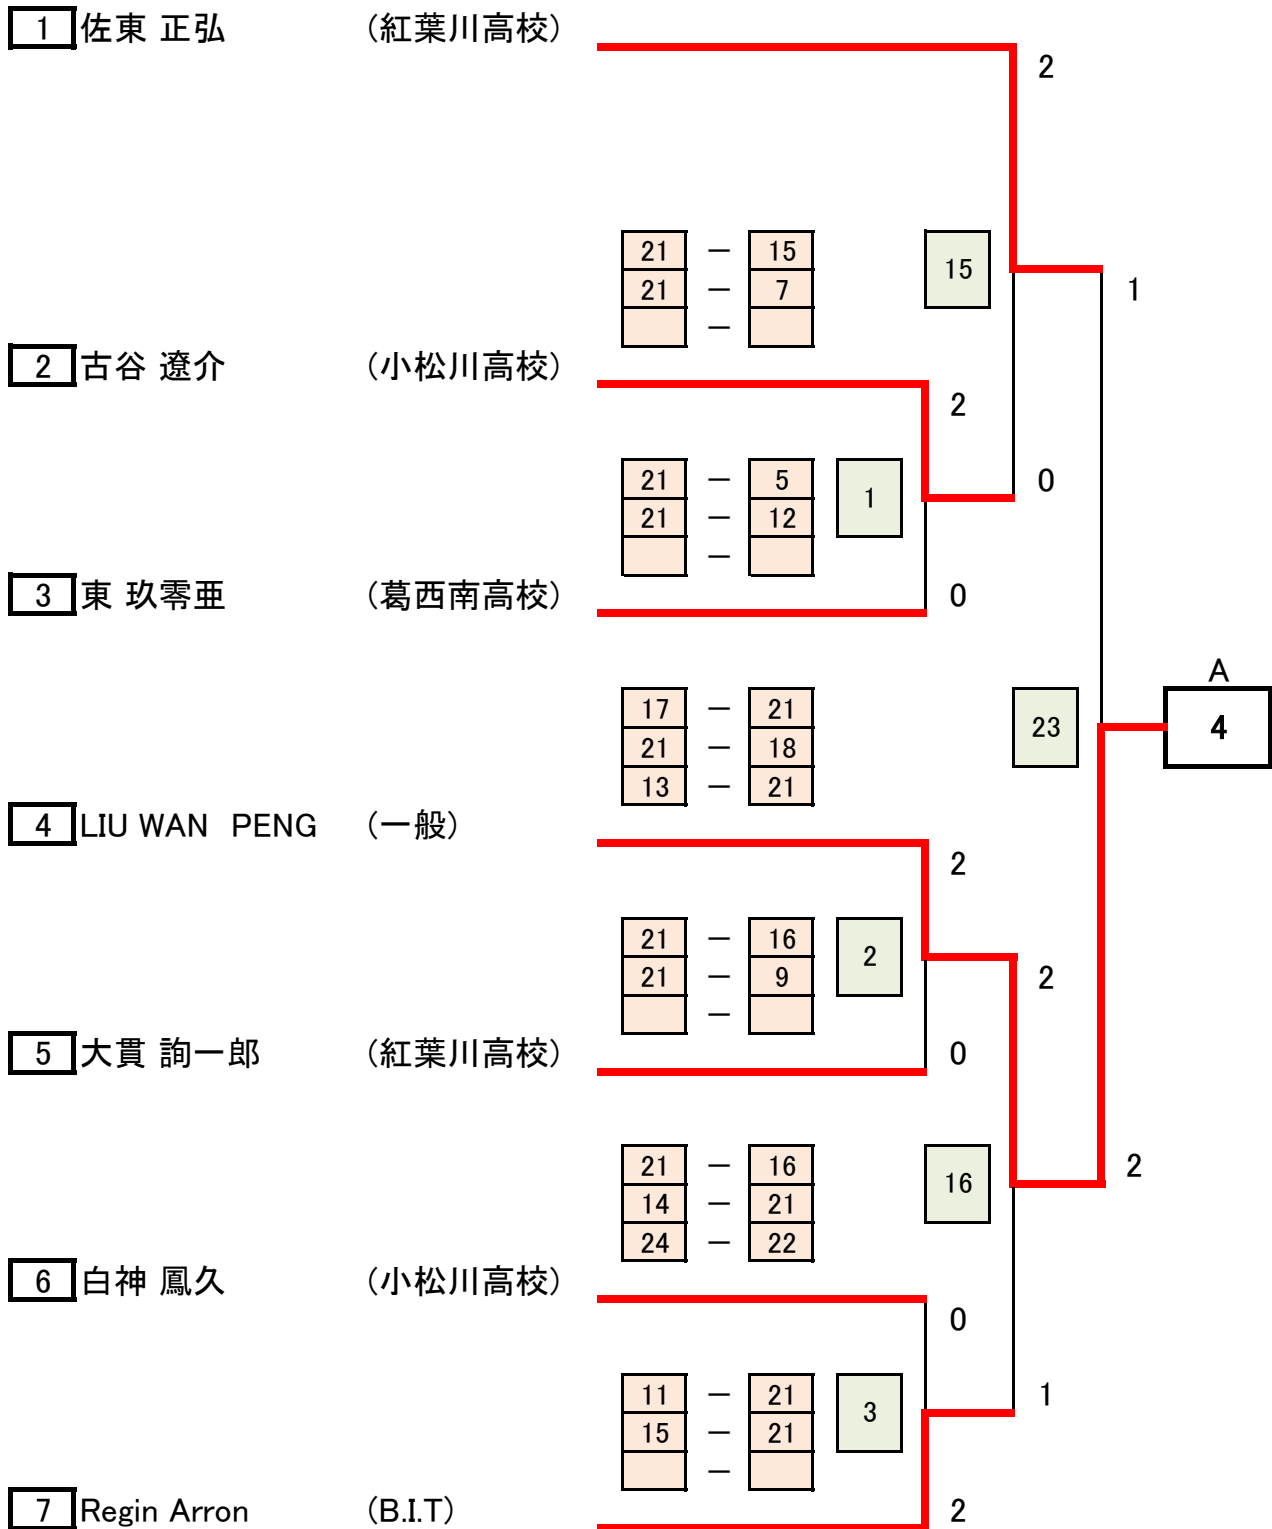 1 佐東 正弘 (紅葉川高校)
2
21 － 15
15
21 － 7
1
－
2 古谷 遼介 (小松川高校)
2
21 － 5
1
0
21 － 12
－
3 東 玖零亜 (葛西南高校)
0
A
17 － 21
23
4
21 － 18
13 － 21
4 LIU WAN PENG (一般)
2
21 － 16
2
21 － 9
2
－
5 大貫 詢一郎 (紅葉川高校)
0
21 － 16
16
2
14 － 21
24 － 22
6 白神 鳳久 (小松川高校)
0
11 － 21
3
1
15 － 21
－
7 Regin Arron (B.I.T)
2